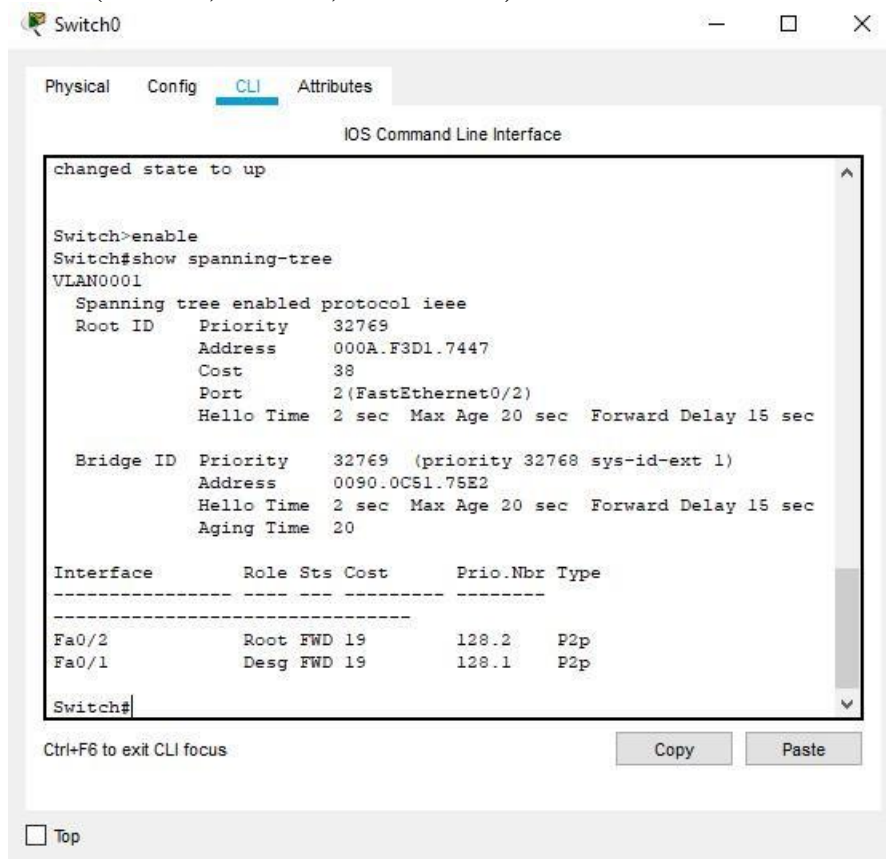 Switch0
Physical Config CLI Attributes
IOS Command Line Interface
changed state to up
Switch>enable
Switch#show spanning-tree
VLAN0001
  Spanning tree enabled protocol ieee
  Root ID    Priority    32769
             Address     000A.F3D1.7447
             Cost        38
             Port        2(FastEthernet0/2)
             Hello Time  2 sec  Max Age 20 sec  Forward Delay 15 sec
  Bridge ID  Priority    32769  (priority 32768 sys-id-ext 1)
             Address     0090.0C51.75E2
             Hello Time  2 sec  Max Age 20 sec  Forward Delay 15 sec
             Aging Time  20
Interface        Role Sts Cost      Prio.Nbr Type
---------------- ---- --- --------- --------
--------------------------------
Fa0/2            Root FWD 19        128.2    P2p
Fa0/1            Desg FWD 19        128.1    P2p
Switch#
Ctrl+F6 to exit CLI focus Copy Paste
Top